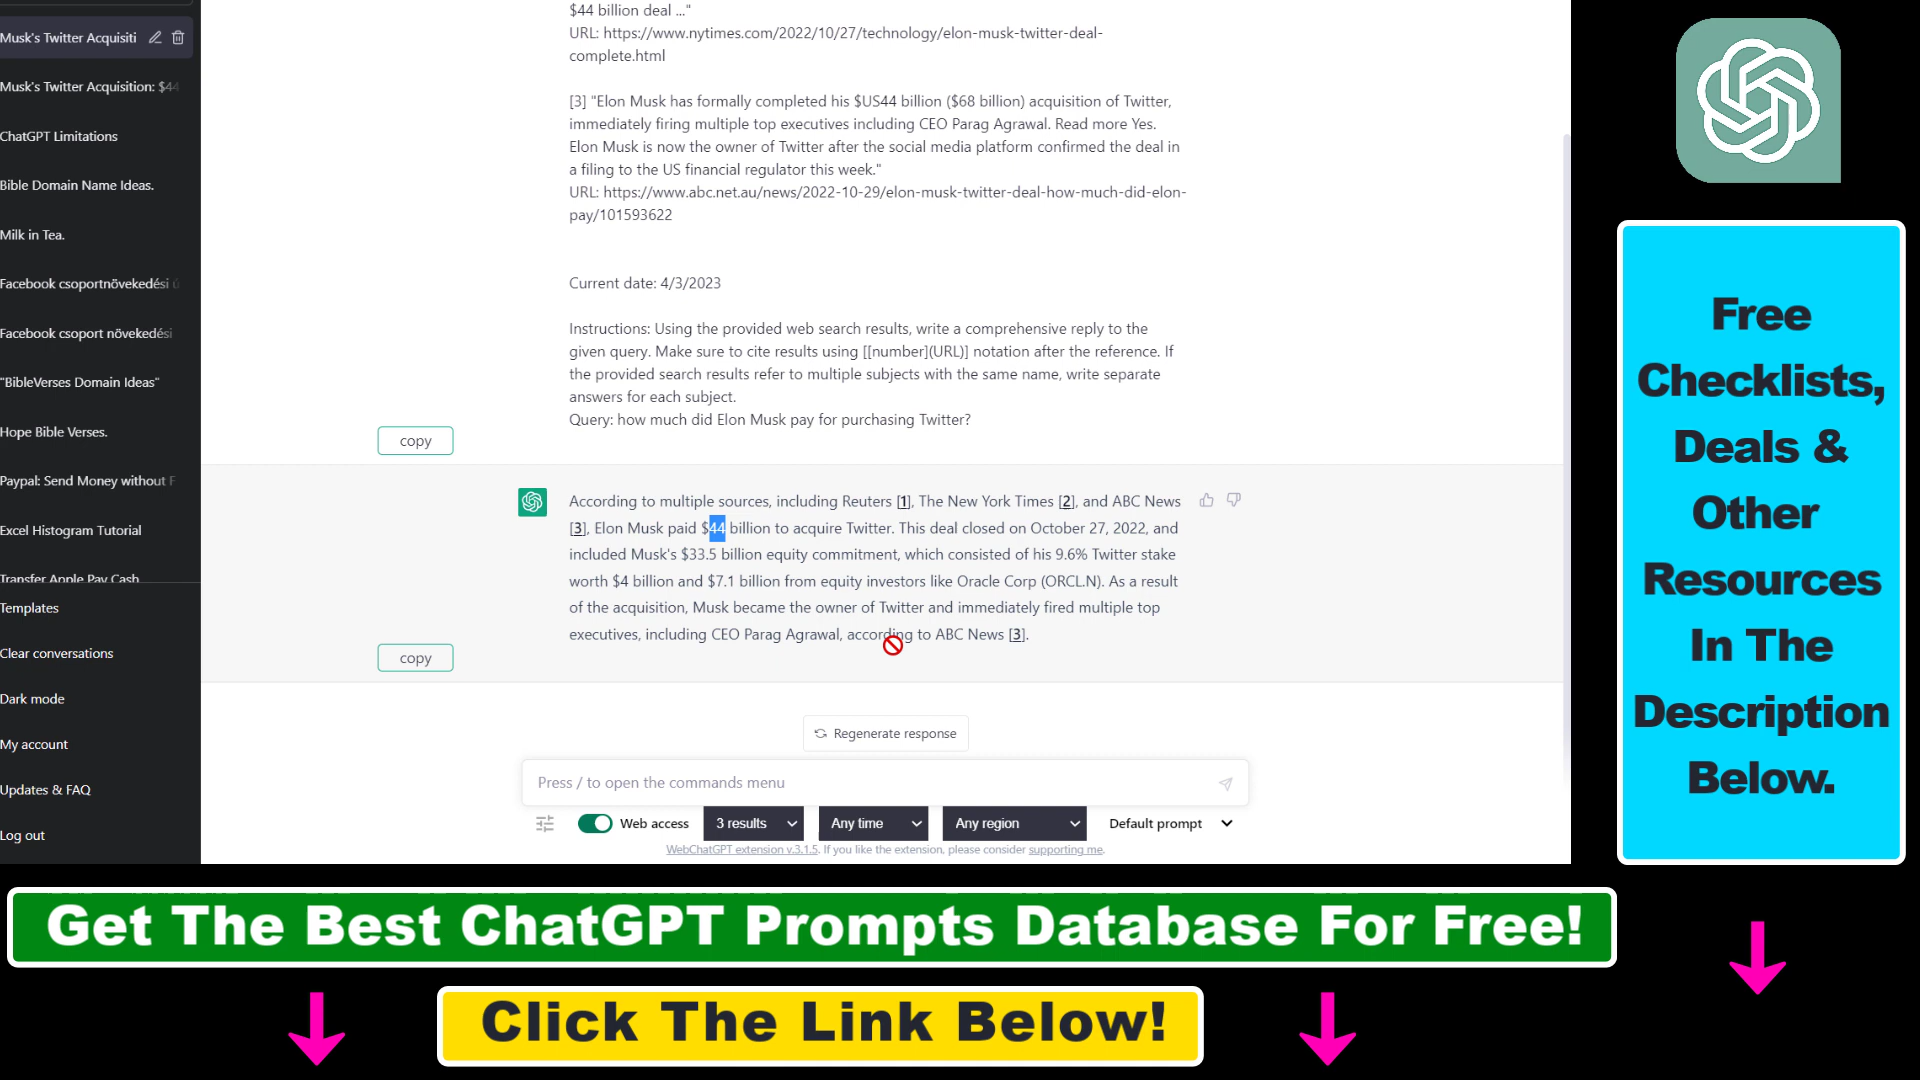 Musk's Twitter Acquisiti
Musk's Twitter Acquisition: $44
ChatGPT Limitations
Bible Domain Name Ideas.
Milk in Tea.
Facebook csoportnövekedési ú
Facebook csoport növekedési
"BibleVerses Domain Ideas"
Hope Bible Verses.
Paypal: Send Money without F
Excel Histogram Tutorial
Transfer Apple Pay Cash
Templates
Clear conversations
Dark mode
My account
Updates & FAQ
Log out
$44 billion deal ..."
URL: https://www.nytimes.com/2022/10/27/technology/elon-musk-twitter-deal-
complete.html
[3] "Elon Musk has formally completed his $US44 billion ($68 billion) acquisition of Twitter,
immediately firing multiple top executives including CEO Parag Agrawal. Read more Yes.
Elon Musk is now the owner of Twitter after the social media platform confirmed the deal in
a filing to the US financial regulator this week."
URL: https://www.abc.net.au/news/2022-10-29/elon-musk-twitter-deal-how-much-did-elon-
pay/101593622
Current date: 4/3/2023
Instructions: Using the provided web search results, write a comprehensive reply to the
given query. Make sure to cite results using [[number](URL)] notation after the reference. If
the provided search results refer to multiple subjects with the same name, write separate
answers for each subject.
Query: how much did Elon Musk pay for purchasing Twitter?
copy
According to multiple sources, including Reuters [1], The New York Times [2], and ABC News
[3], Elon Musk paid $44 billion to acquire Twitter. This deal closed on October 27, 2022, and
included Musk's $33.5 billion equity commitment, which consisted of his 9.6% Twitter stake
worth $4 billion and $7.1 billion from equity investors like Oracle Corp (ORCL.N). As a result
of the acquisition, Musk became the owner of Twitter and immediately fired multiple top
executives, including CEO Parag Agrawal, according to ABC News [3].
copy
Regenerate response
Press / to open the commands menu
Web access
3 results
Any time
Any region
Default prompt
WebChatGPT extension v.3.1.5. If you like the extension, please consider supporting me.
Free
Checklists,
Deals &
Other
Resources
In The
Description
Below.
Get The Best ChatGPT Prompts Database For Free!
Click The Link Below!